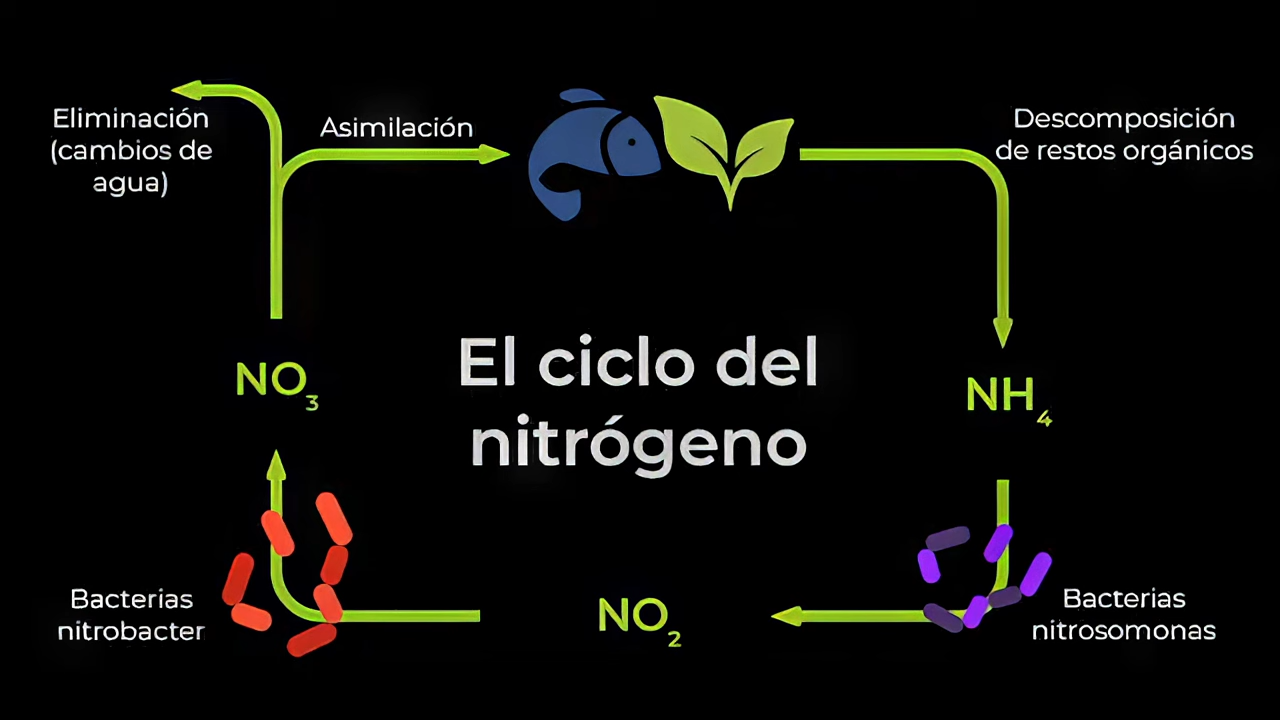 Eliminación
(cambios de
agua)
Asimilación
Descomposición
de restos orgánicos
El ciclo del
nitrógeno
NO₃
NH₄
Bacterias
nitrobacter
NO₂
Bacterias
nitrosomonas